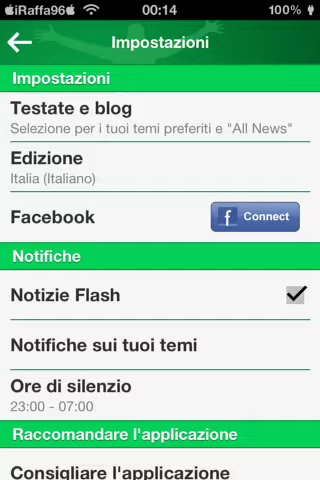 iRaffa96 00:14 100%
Impostazioni
Impostazioni
Testate e blog
Selezione per i tuoi temi preferiti e "All News"
Edizione
Italia (Italiano)
Facebook
f Connect
Notifiche
Notizie Flash
Notifiche sui tuoi temi
Ore di silenzio
23:00 - 07:00
Raccomandare l'applicazione
Consigliare l'applicazione